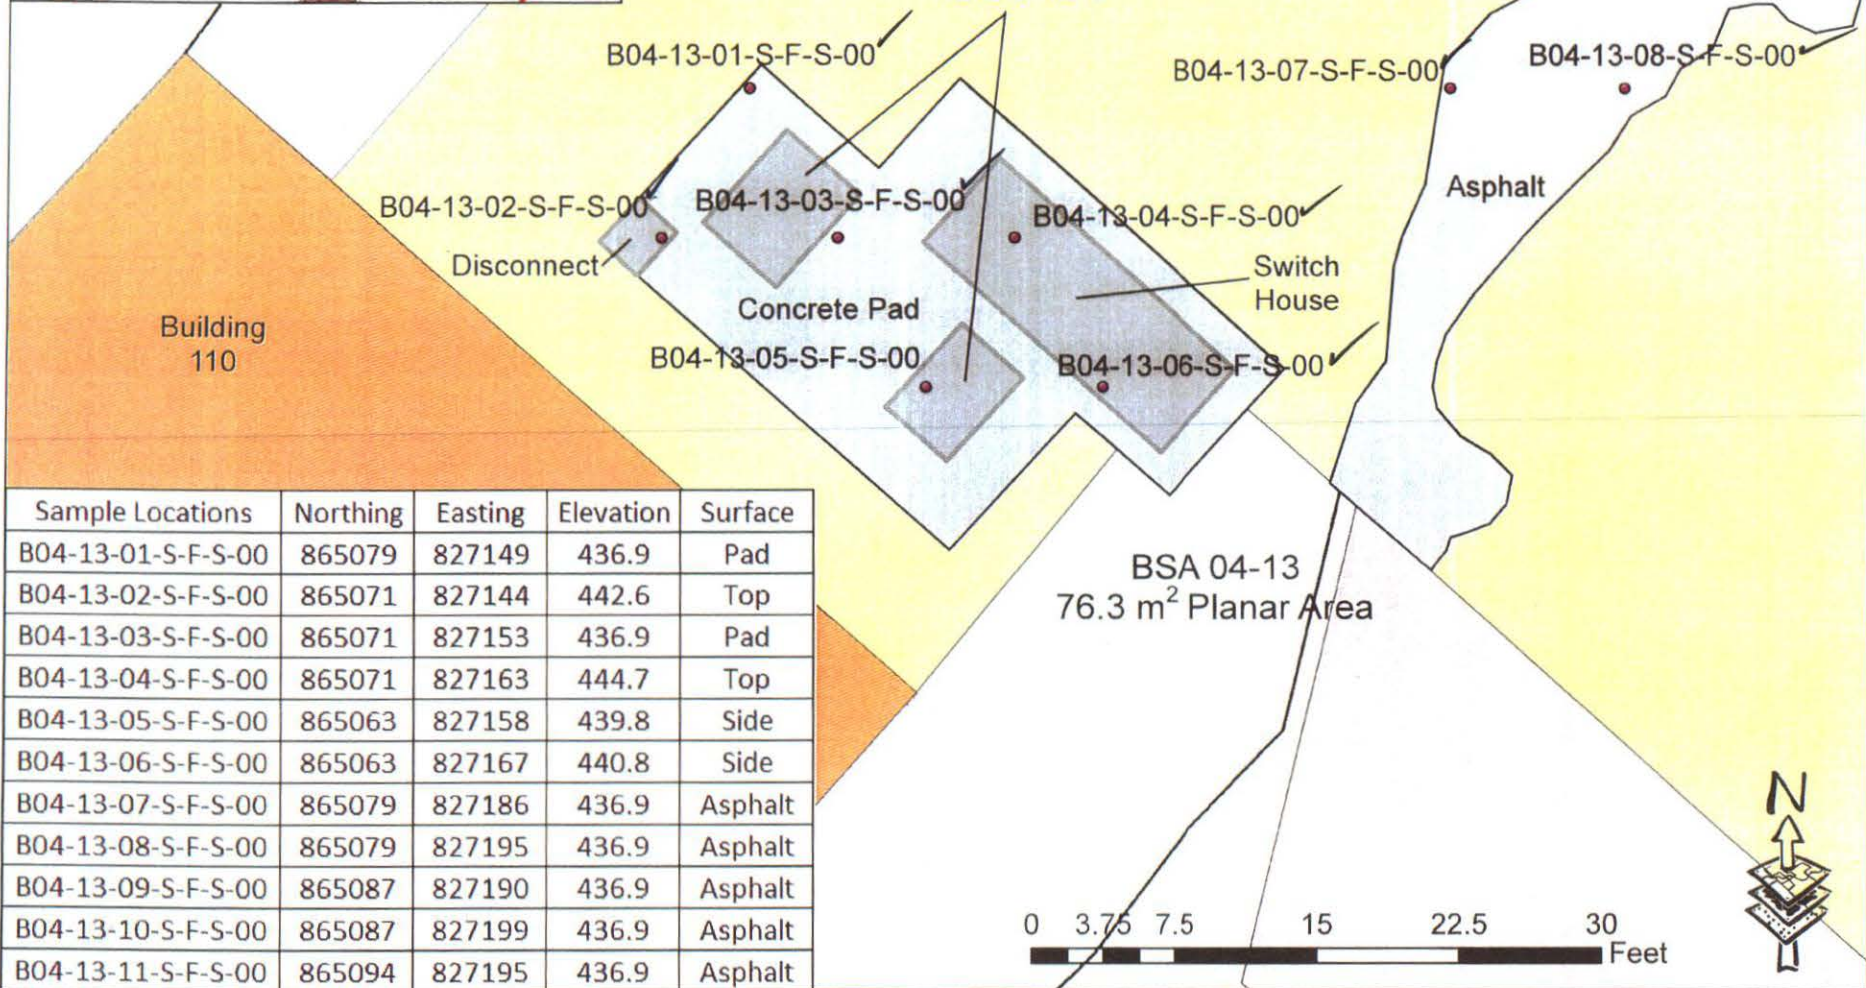 B04-13-01-S-F-S-00
B04-13-07-S-F-S-00
B04-13-08-S-F-S-00
B04-13-02-S-F-S-00
B04-13-03-S-F-S-00
B04-13-04-S-F-S-00
Asphalt
Disconnect
Switch
House
Concrete Pad
Building
110
B04-13-05-S-F-S-00
B04-13-06-S-F-S-00
Sample Locations Northing Easting Elevation Surface
B04-13-01-S-F-S-00 865079 827149 436.9 Pad
B04-13-02-S-F-S-00 865071 827144 442.6 Top
B04-13-03-S-F-S-00 865071 827153 436.9 Pad
B04-13-04-S-F-S-00 865071 827163 444.7 Top
B04-13-05-S-F-S-00 865063 827158 439.8 Side
B04-13-06-S-F-S-00 865063 827167 440.8 Side
B04-13-07-S-F-S-00 865079 827186 436.9 Asphalt
B04-13-08-S-F-S-00 865079 827195 436.9 Asphalt
B04-13-09-S-F-S-00 865087 827190 436.9 Asphalt
B04-13-10-S-F-S-00 865087 827199 436.9 Asphalt
B04-13-11-S-F-S-00 865094 827195 436.9 Asphalt
BSA 04-13
76.3 m² Planar Area
N
0 3.75 7.5 15 22.5 30
Feet